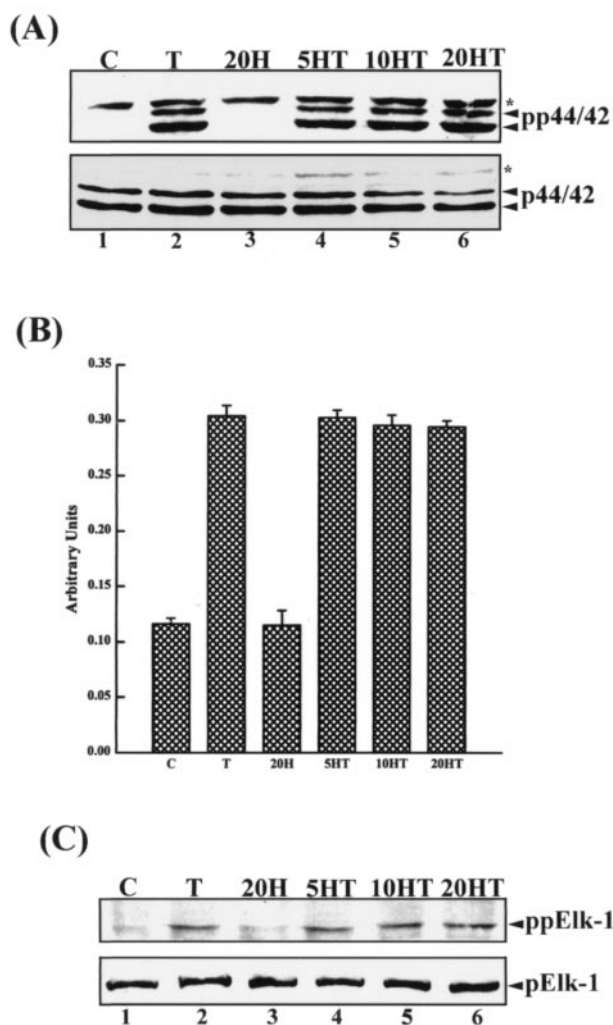 (A)
C T 20H 5HT 10HT 20HT
*
pp44/42
*
p44/42
1 2 3 4 5 6
(B)
0.35
0.30
0.25
0.20
0.15
0.10
0.05
0.00
Arbitrary Units
C T 20H 5HT 10HT 20HT
(C)
C T 20H 5HT 10HT 20HT
ppElk-1
pElk-1
1 2 3 4 5 6